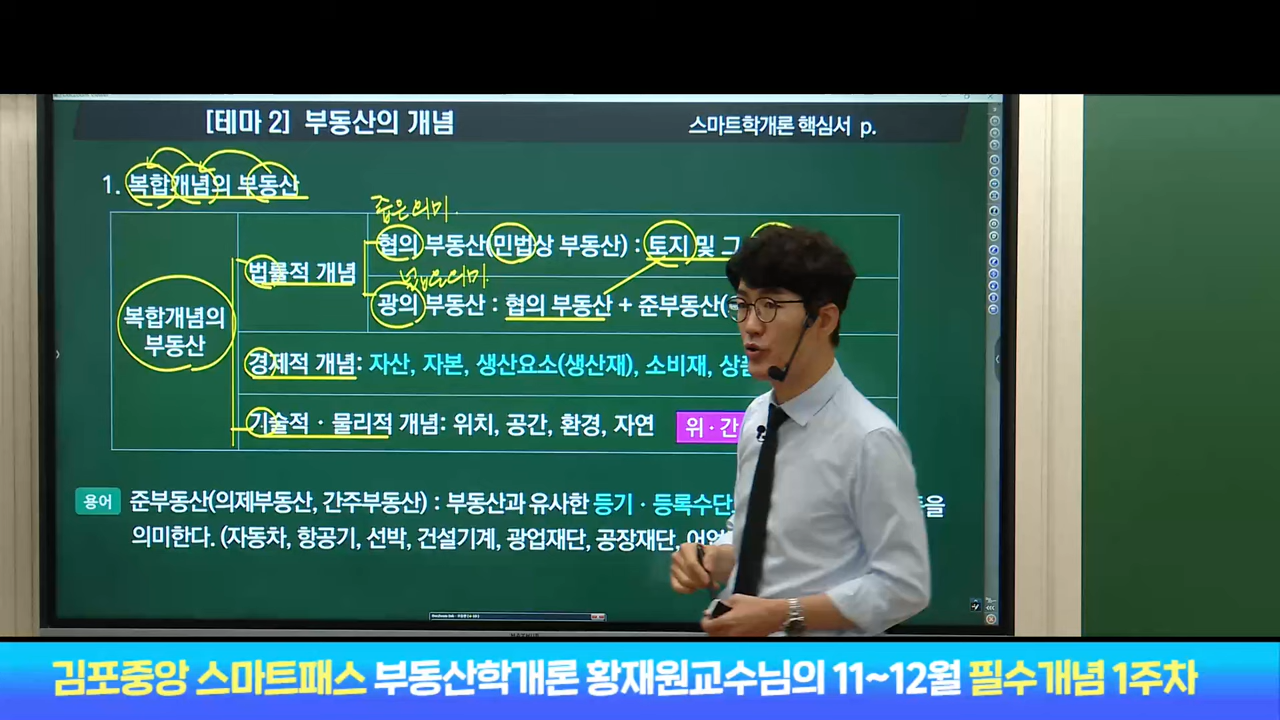 [테마 2] 부동산의 개념
스마트학개론 핵심서 p.
1. 복합개념의 부동산
좁은의미.
복합개념의
부동산
법률적 개념
협의 부동산(민법상 부동산) : 토지 및 그
넓은의미.
광의 부동산 : 협의 부동산 + 준부동산(
경제적 개념: 자산, 자본, 생산요소(생산재), 소비재, 상품
기술적 · 물리적 개념: 위치, 공간, 환경, 자연
위 · 간
용어
준부동산(의제부동산, 간주부동산) : 부동산과 유사한 등기 · 등록수단
의미한다. (자동차, 항공기, 선박, 건설기계, 광업재단, 공장재단,
김포중앙 스마트패스 부동산학개론 황재원교수님의 11~12월 필수개념 1주차